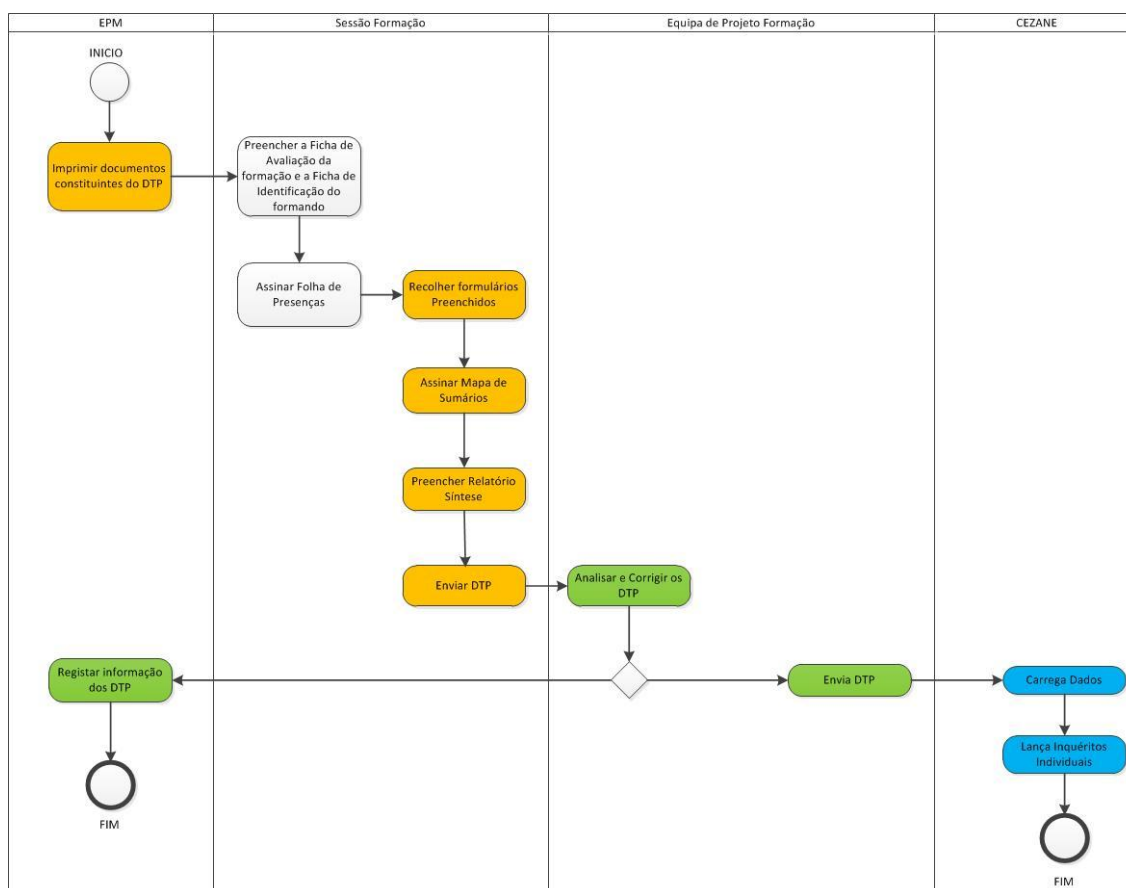 EPM
Sessão Formação
Equipa de Projeto Formação
CEZANE
INICIO
Imprimir documentos
constituintes do DTP
Preencher a Ficha de
Avaliação da
formação e a Ficha de
Identificação do
formando
Assinar Folha de
Presenças
Recolher formulários
Preenchidos
Assinar Mapa de
Sumários
Preencher Relatório
Síntese
Enviar DTP
Analisar e Corrigir os
DTP
Registar informação
dos DTP
Envia DTP
Carrega Dados
Lança Inquéritos
Individuais
FIM
FIM